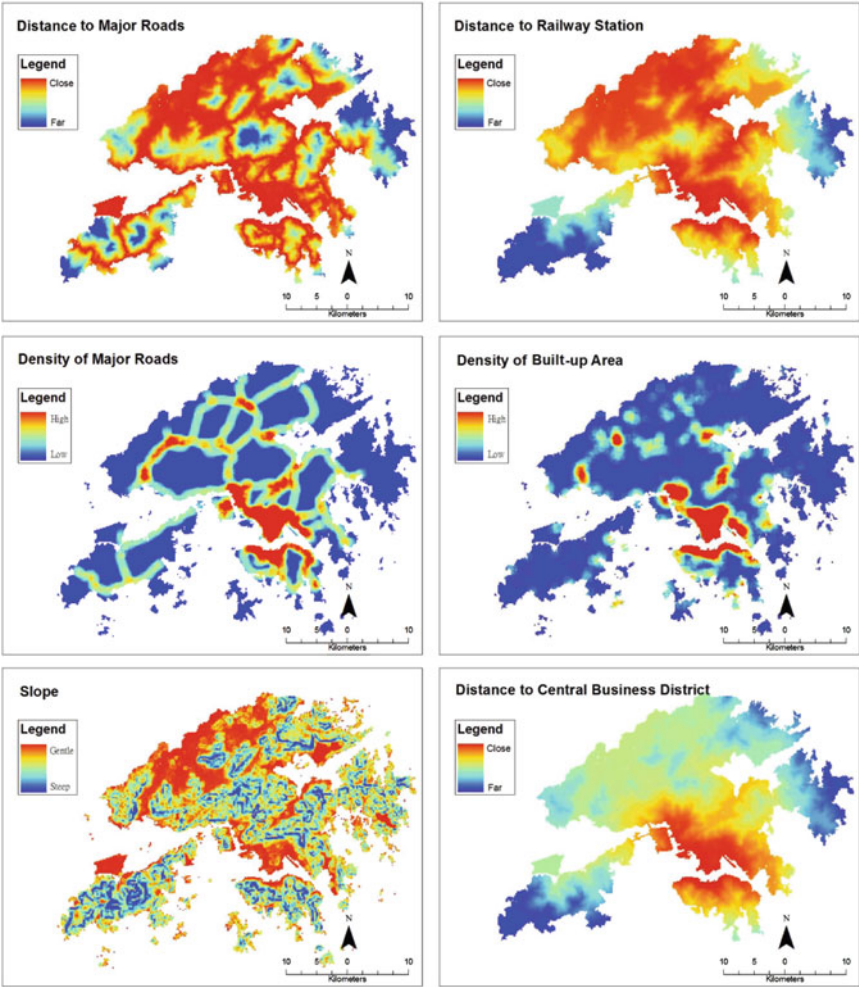 Distance to Major Roads
Legend
Close
Far
N
10 5 0 10
Kilometers
Distance to Railway Station
Legend
Close
Far
N
10 5 0 10
Kilometers
Density of Major Roads
Legend
High
Low
N
10 5 0 10
Kilometers
Density of Built-up Area
Legend
High
Low
N
10 5 0 10
Kilometers
Slope
Legend
Gentle
Steep
N
10 5 0 10
Kilometers
Distance to Central Business District
Legend
Close
Far
N
10 5 0 10
Kilometers